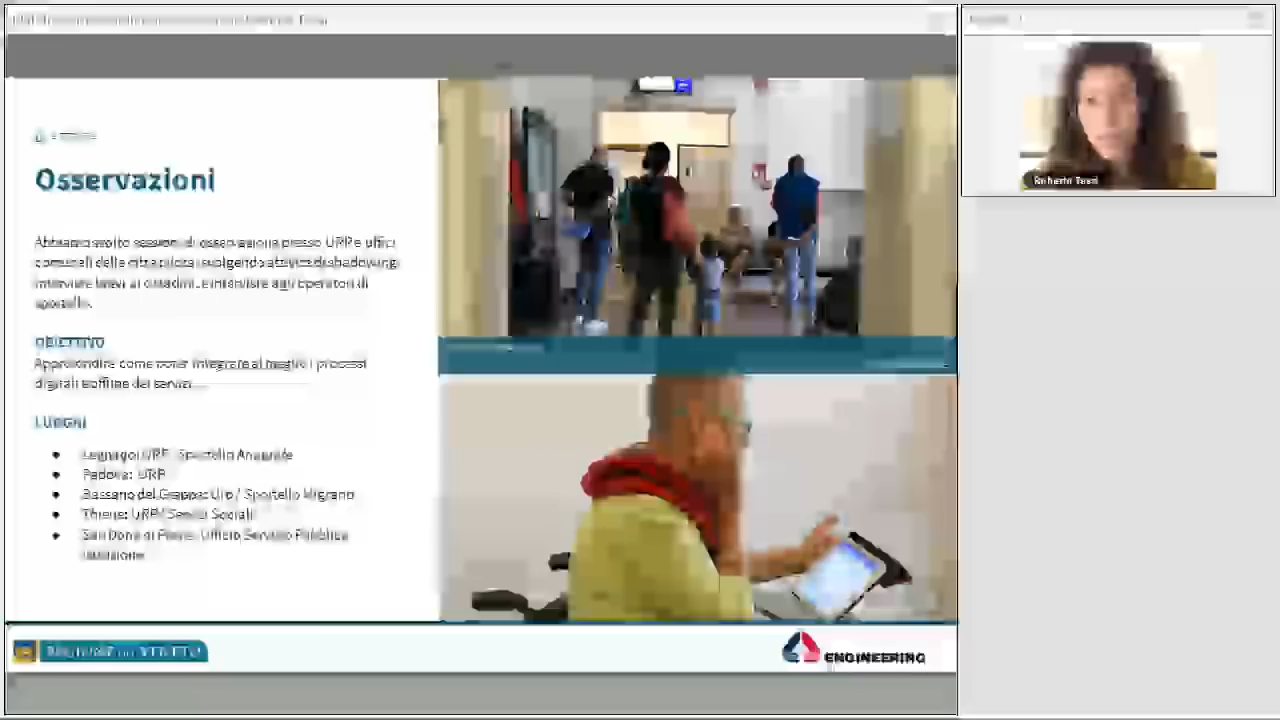 Osservazioni
Abbiamo svolto sessioni di osservazione presso URP e uffici
comunali delle città pilota, svolgendo attività di shadowing,
interviste brevi ai cittadini, e interviste agli operatori di
sportello.
OBIETTIVO
Approfondire come poter integrare al meglio i processi
digitali e offline dei servizi.
LUOGHI
Legnago: URP, Sportello Anagrafe
Padova: URP
Bassano del Grappa: Urp / Sportello Migranti
Thiene: URP/ Servizi Sociali
San Donà di Piave: Ufficio Servizio Pubblica
Istruzione
REGIONE del VENETO
ENGINEERING
Roberta Tassi